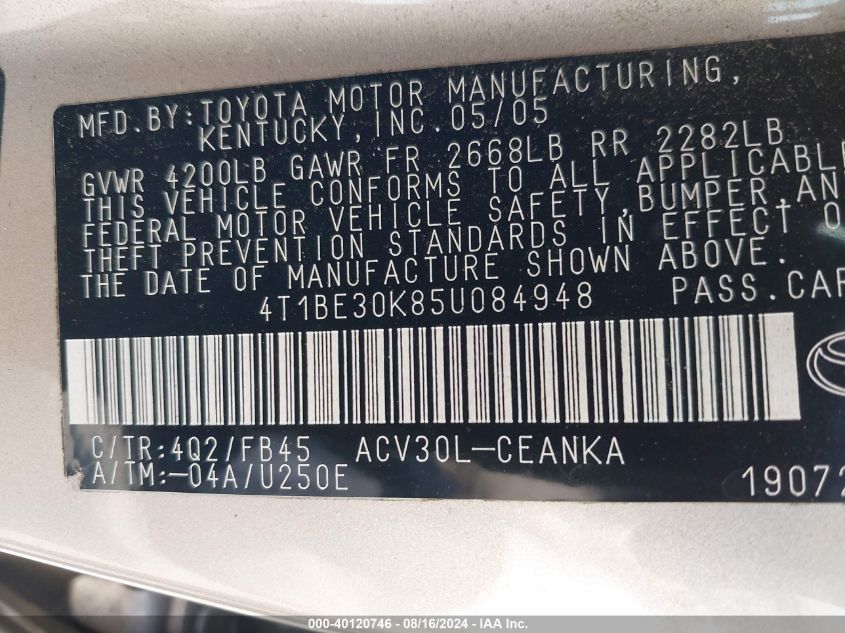 MFD.BY:TOYOTA MOTOR MANUFACTURING,
KENTUCKY,INC.05/05
GVWR 4200LB GAWR FR 2668LB RR 2282LB
THIS VEHICLE CONFORMS TO ALL APPLICABLE
FEDERAL MOTOR VEHICLE SAFETY,BUMPER,AN
THEFT PREVENTION STANDARDS IN EFFECT O
THE DATE OF MANUFACTURE SHOWN ABOVE.
4T1BE30K85U084948 PASS.CAR
C/TR:4Q2/FB45 ACV30L-CEANKA
A/TM:-04A/U250E 19072
000-40120746 - 08/16/2024 - IAA Inc.